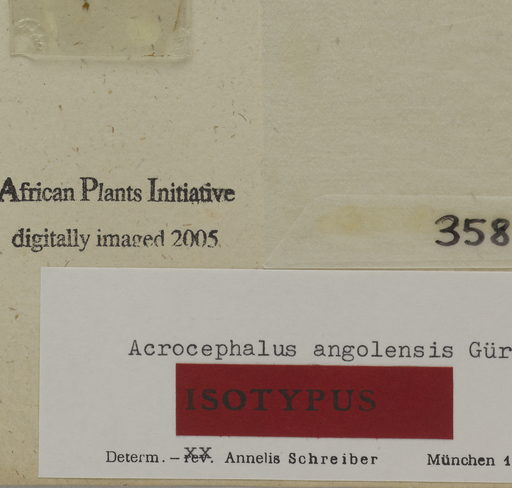 African Plants Initiative
digitally imaged 2005
358
Acrocephalus angolensis Gür
ISOTYPUS
Determ. – rev. Annelis Schreiber München 1